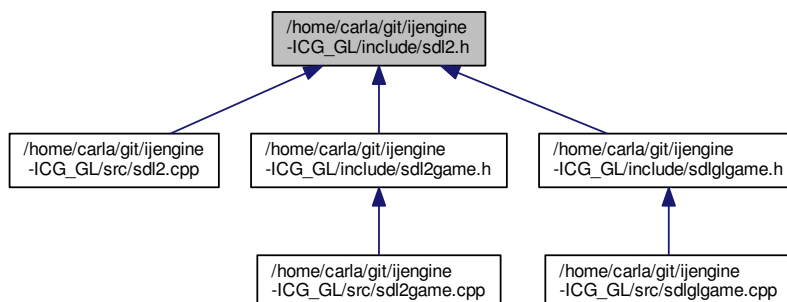 /home/carla/git/ijengine
-ICG_GL/include/sdl2.h
/home/carla/git/ijengine
-ICG_GL/src/sdl2.cpp
/home/carla/git/ijengine
-ICG_GL/include/sdl2game.h
/home/carla/git/ijengine
-ICG_GL/include/sdlglgame.h
/home/carla/git/ijengine
-ICG_GL/src/sdl2game.cpp
/home/carla/git/ijengine
-ICG_GL/src/sdlglgame.cpp